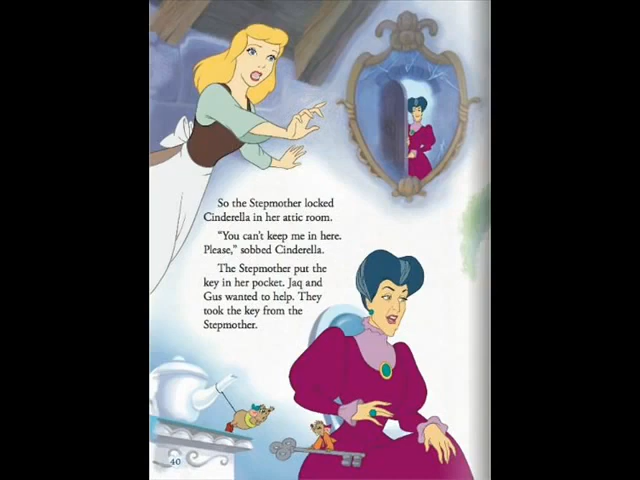 So the Stepmother locked
Cinderella in her attic room.
“You can’t keep me in here.
Please,” sobbed Cinderella.
The Stepmother put the
key in her pocket. Jaq and
Gus wanted to help. They
took the key from the
Stepmother.
40